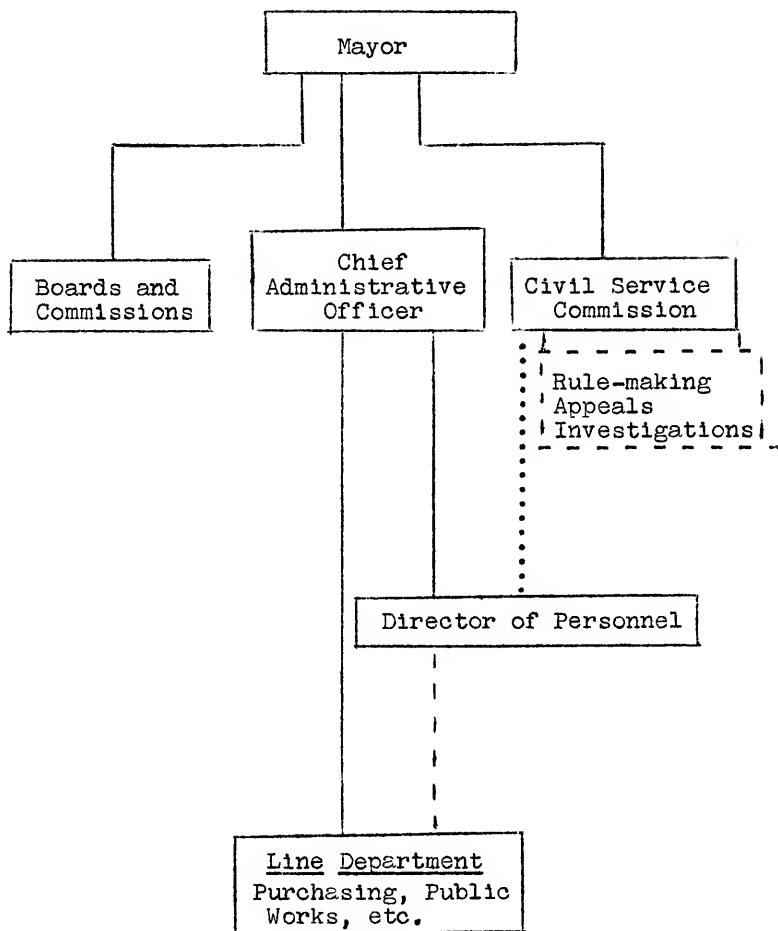 Mayor
Boards and
Commissions
Chief
Administrative
Officer
Civil Service
Commission
Rule-making
Appeals
Investigations
Director of Personnel
Line Department
Purchasing, Public
Works, etc.